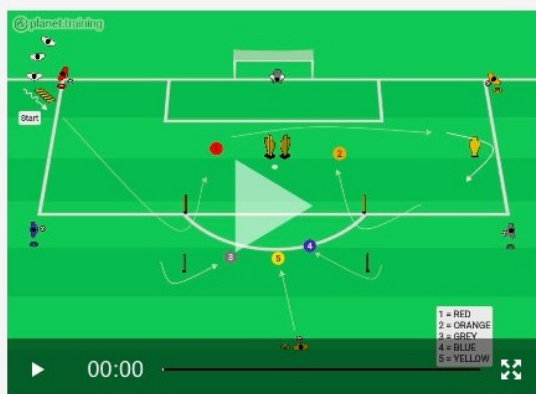 planet.training
Start
2
3
4
5
1 = RED
2 = ORANGE
3 = GREY
4 = BLUE
5 = YELLOW
00:00